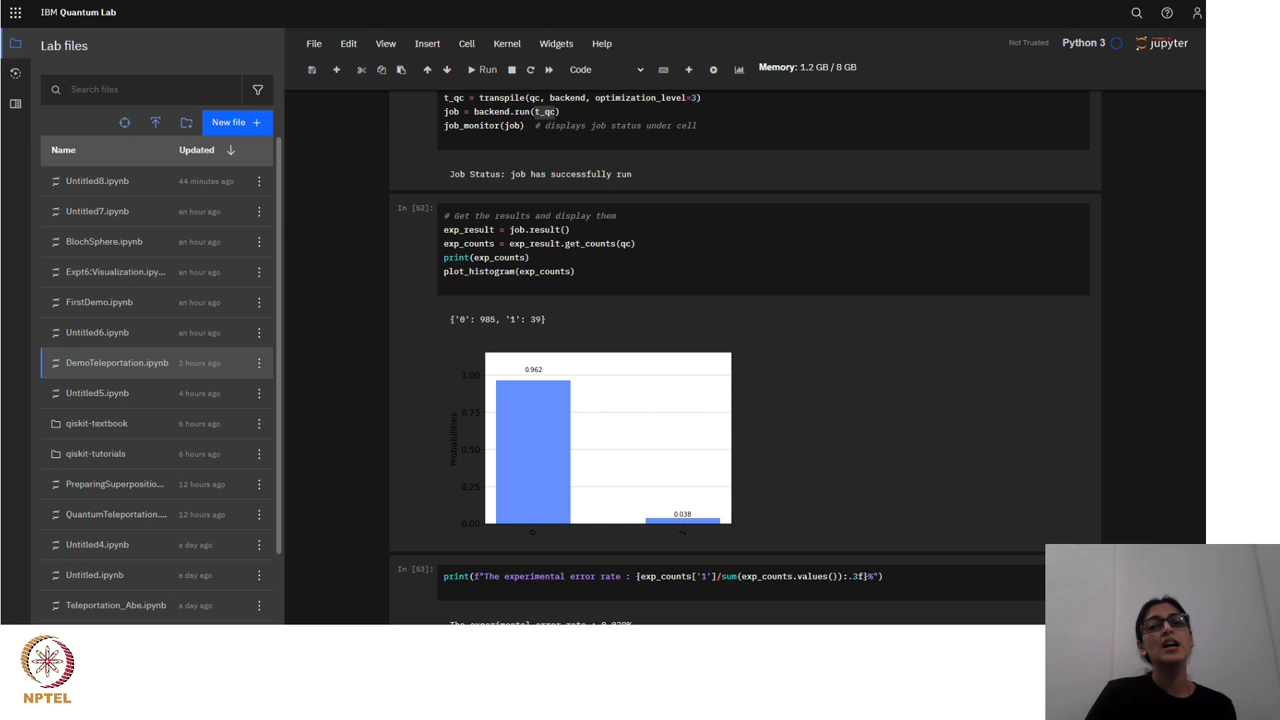 IBM Quantum Lab
Lab files
File Edit View Insert Cell Kernel Widgets Help
Not Trusted Python 3 jupyter
Run Code Memory: 1.2 GB / 8 GB
Search files
New file +
Name Updated
Untitled8.ipynb 44 minutes ago
Untitled7.ipynb an hour ago
BlochSphere.ipynb an hour ago
Expt6:Visualization.ipy... an hour ago
FirstDemo.ipynb an hour ago
Untitled6.ipynb an hour ago
DemoTeleportation.ipynb 3 hours ago
Untitled5.ipynb 4 hours ago
qiskit-textbook 6 hours ago
qiskit-tutorials 6 hours ago
PreparingSuperpositio... 12 hours ago
QuantumTeleportation.... 12 hours ago
Untitled4.ipynb a day ago
Untitled.ipynb a day ago
Teleportation_Abe.ipynb a day ago
t_qc = transpile(qc, backend, optimization_level=3)
job = backend.run(t_qc)
job_monitor(job) # displays job status under cell
Job Status: job has successfully run
In [52]:
# Get the results and display them
exp_result = job.result()
exp_counts = exp_result.get_counts(qc)
print(exp_counts)
plot_histogram(exp_counts)
{'0': 985, '1': 39}
0.962
1.00
0.75
0.50
0.25
0.00
Probabilities
0.038
0 1
In [53]:
print(f"The experimental error rate : {exp_counts['1']/sum(exp_counts.values()):.3f}%")
The experimental error rate : 0.038%
NPTEL